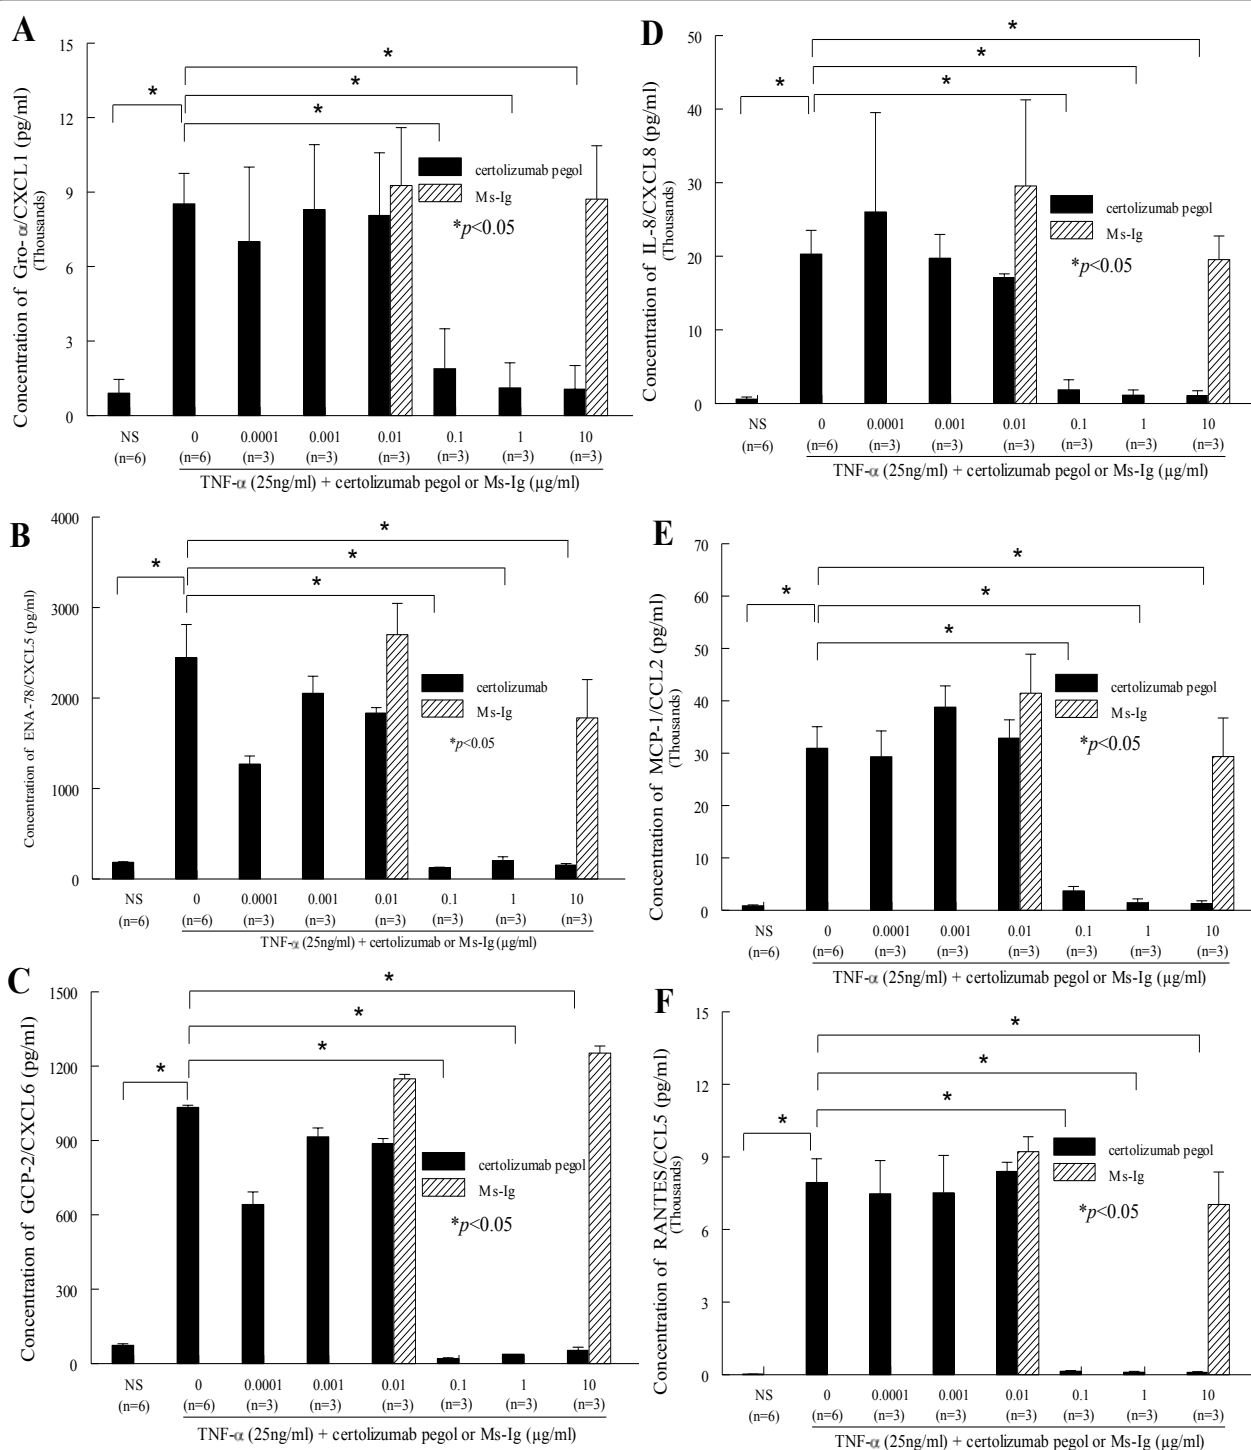 A
Concentration of Gro-α/CXCL1 (pg/ml)
(Thousands)
15
12
9
6
3
0
*
*
*
*
certolizumab pegol
Ms-Ig
*p<0.05
NS 0 0.0001 0.001 0.01 0.1 1 10
(n=6) (n=6) (n=3) (n=3) (n=3) (n=3) (n=3) (n=3)
TNF-α (25ng/ml) + certolizumab pegol or Ms-Ig (μg/ml)
B
Concentration of ENA-78/CXCL5 (pg/ml)
4000
3000
2000
1000
0
*
*
*
*
certolizumab
Ms-Ig
*p<0.05
NS 0 0.0001 0.001 0.01 0.1 1 10
(n=6) (n=6) (n=3) (n=3) (n=3) (n=3) (n=3) (n=3)
TNF-α (25ng/ml) + certolizumab or Ms-Ig (μg/ml)
C
Concentration of GCP-2/CXCL6 (pg/ml)
1500
1200
900
600
300
0
*
*
*
*
certolizumab pegol
Ms-Ig
*p<0.05
NS 0 0.0001 0.001 0.01 0.1 1 10
(n=6) (n=6) (n=3) (n=3) (n=3) (n=3) (n=3) (n=3)
TNF-α (25ng/ml) + certolizumab pegol or Ms-Ig (μg/ml)
D
Concentration of IL-8/CXCL8 (pg/ml)
(Thousands)
50
40
30
20
10
0
*
*
*
*
certolizumab pegol
Ms-Ig
*p<0.05
NS 0 0.0001 0.001 0.01 0.1 1 10
(n=6) (n=6) (n=3) (n=3) (n=3) (n=3) (n=3) (n=3)
TNF-α (25ng/ml) + certolizumab pegol or Ms-Ig (μg/ml)
E
Concentration of MCP-1/CCL2 (pg/ml)
(Thousands)
70
60
50
40
30
20
10
0
*
*
*
*
certolizumab pegol
Ms-Ig
*p<0.05
NS 0 0.0001 0.001 0.01 0.1 1 10
(n=6) (n=6) (n=3) (n=3) (n=3) (n=3) (n=3) (n=3)
TNF-α (25ng/ml) + certolizumab pegol or Ms-Ig (μg/ml)
F
Concentration of RANTES/CCL5 (pg/ml)
(Thousands)
15
12
9
6
3
0
*
*
*
*
certolizumab pegol
Ms-Ig
*p<0.05
NS 0 0.0001 0.001 0.01 0.1 1 10
(n=6) (n=6) (n=3) (n=3) (n=3) (n=3) (n=3) (n=3)
TNF-α (25ng/ml) + certolizumab pegol or Ms-Ig (μg/ml)